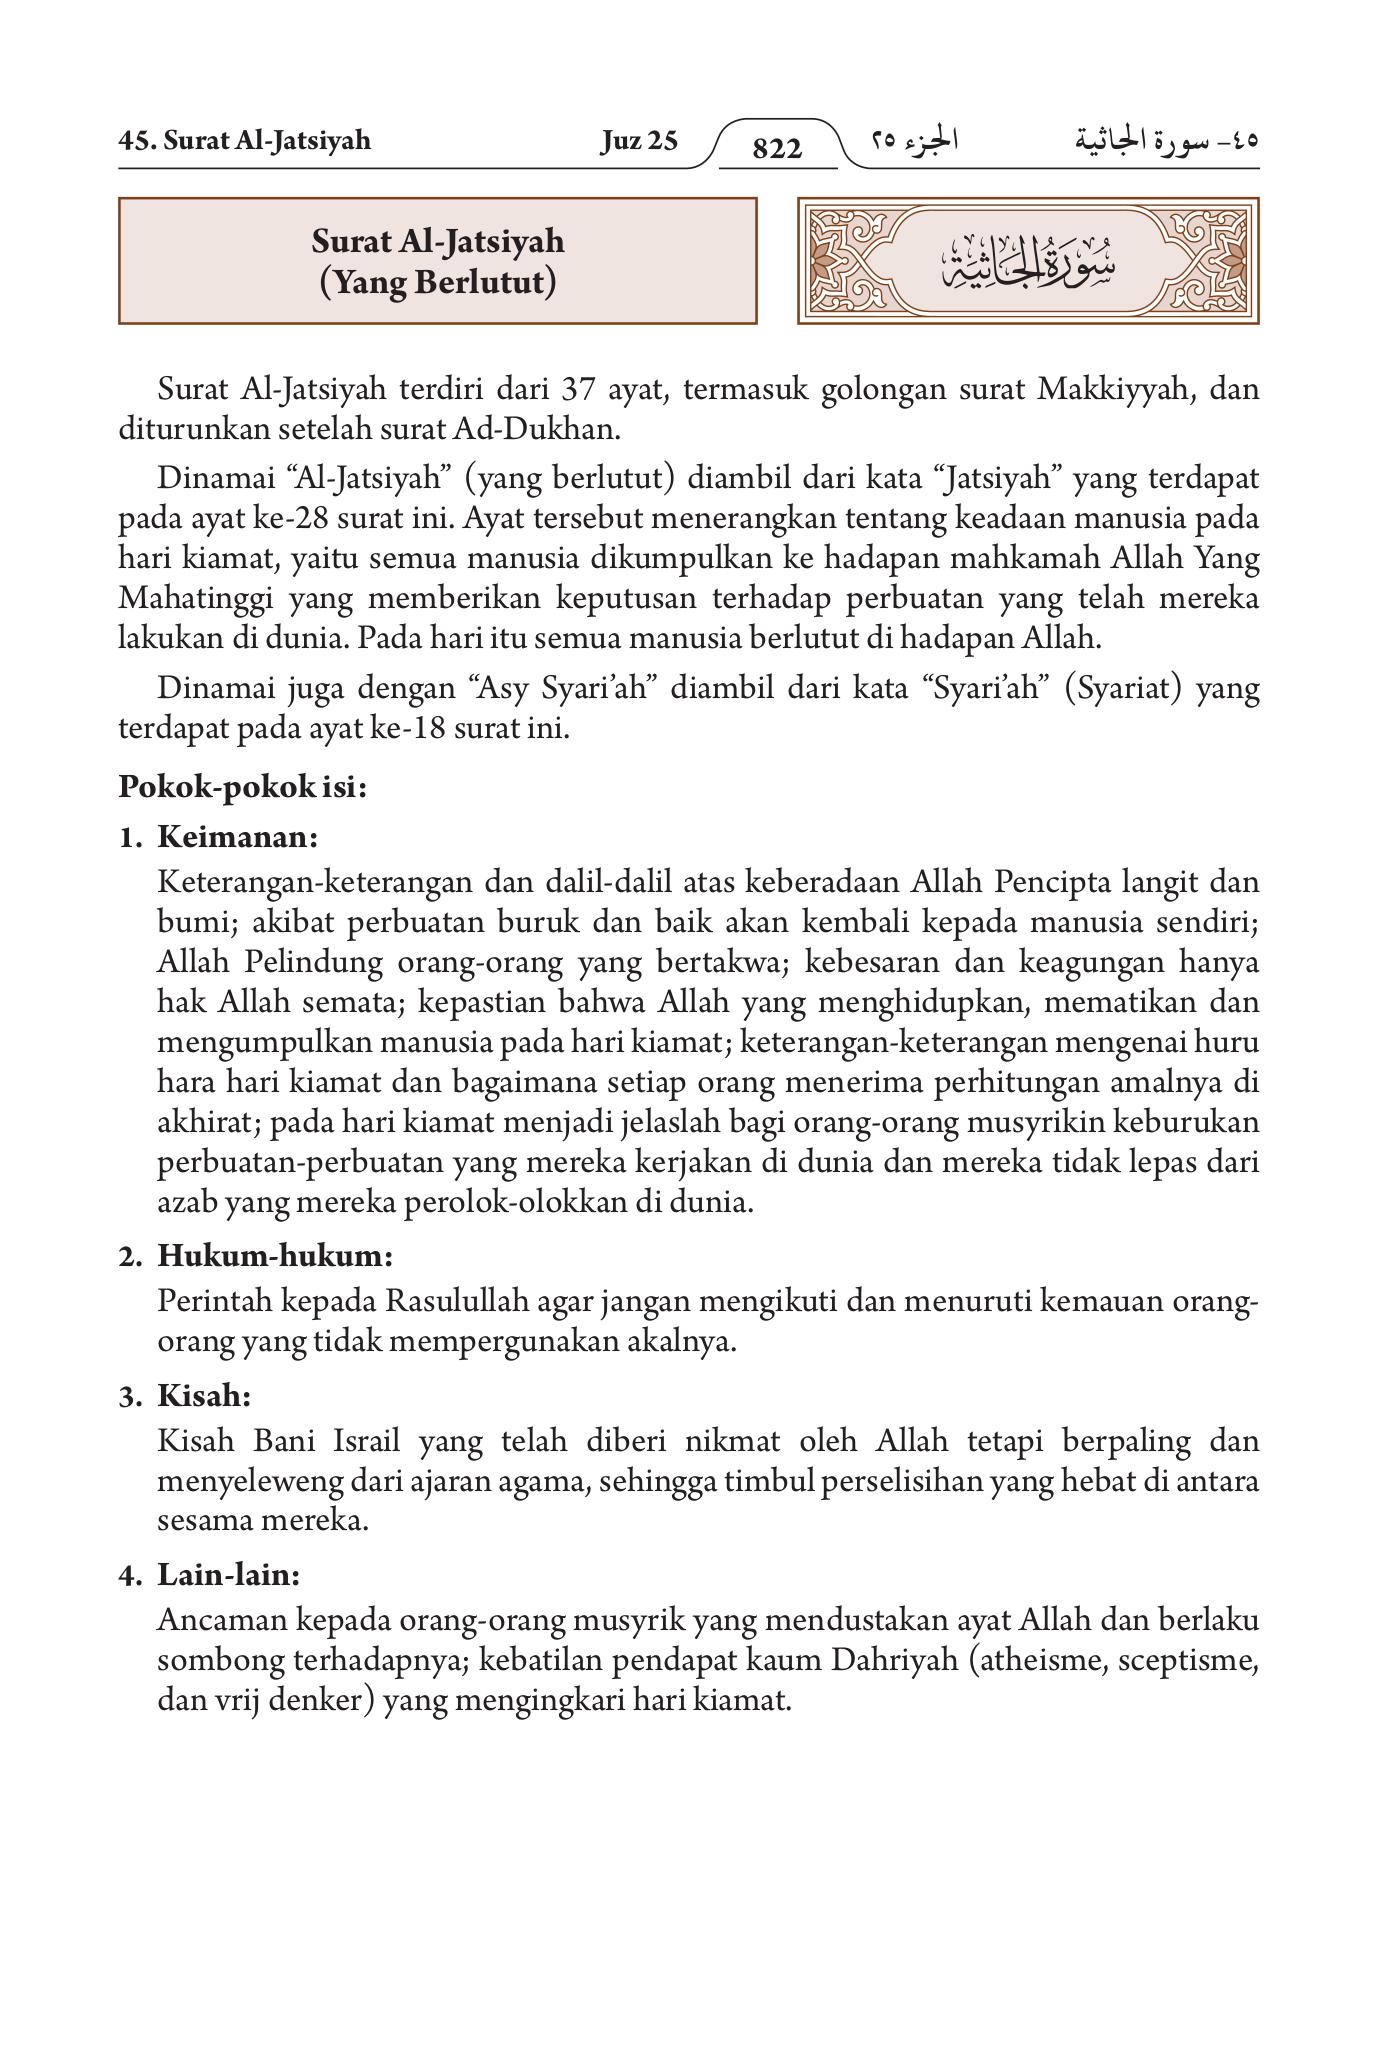 45. Surat Al-Jatsiyah
Juz 25
822
الجزء ٢٥
٤٥- سورة الجاثية
Surat Al-Jatsiyah
(Yang Berlutut)
سُورَةُ الجَاثِيَةِ
Surat Al-Jatsiyah terdiri dari 37 ayat, termasuk golongan surat Makkiyyah, dan
diturunkan setelah surat Ad-Dukhan.
Dinamai “Al-Jatsiyah” (yang berlutut) diambil dari kata “Jatsiyah” yang terdapat
pada ayat ke-28 surat ini. Ayat tersebut menerangkan tentang keadaan manusia pada
hari kiamat, yaitu semua manusia dikumpulkan ke hadapan mahkamah Allah Yang
Mahatinggi yang memberikan keputusan terhadap perbuatan yang telah mereka
lakukan di dunia. Pada hari itu semua manusia berlutut di hadapan Allah.
Dinamai juga dengan “Asy Syari’ah” diambil dari kata “Syari’ah” (Syariat) yang
terdapat pada ayat ke-18 surat ini.
Pokok-pokok isi:
1. Keimanan:
Keterangan-keterangan dan dalil-dalil atas keberadaan Allah Pencipta langit dan
bumi; akibat perbuatan buruk dan baik akan kembali kepada manusia sendiri;
Allah Pelindung orang-orang yang bertakwa; kebesaran dan keagungan hanya
hak Allah semata; kepastian bahwa Allah yang menghidupkan, mematikan dan
mengumpulkan manusia pada hari kiamat; keterangan-keterangan mengenai huru
hara hari kiamat dan bagaimana setiap orang menerima perhitungan amalnya di
akhirat; pada hari kiamat menjadi jelaslah bagi orang-orang musyrikin keburukan
perbuatan-perbuatan yang mereka kerjakan di dunia dan mereka tidak lepas dari
azab yang mereka perolok-olokkan di dunia.
2. Hukum-hukum:
Perintah kepada Rasulullah agar jangan mengikuti dan menuruti kemauan orang-
orang yang tidak mempergunakan akalnya.
3. Kisah:
Kisah Bani Israil yang telah diberi nikmat oleh Allah tetapi berpaling dan
menyeleweng dari ajaran agama, sehingga timbul perselisihan yang hebat di antara
sesama mereka.
4. Lain-lain:
Ancaman kepada orang-orang musyrik yang mendustakan ayat Allah dan berlaku
sombong terhadapnya; kebatilan pendapat kaum Dahriyah (atheisme, sceptisme,
dan vrij denker) yang mengingkari hari kiamat.